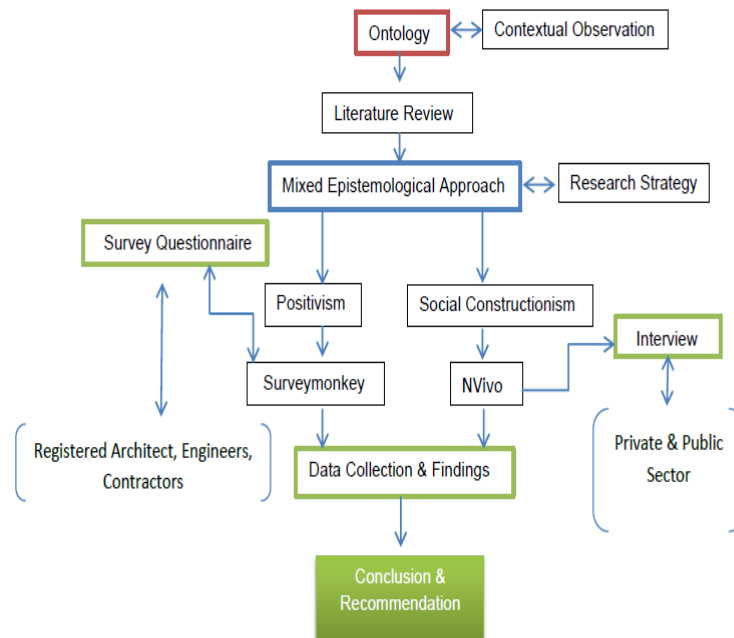 Ontology
Contextual Observation
Literature Review
Mixed Epistemological Approach
Research Strategy
Survey Questionnaire
Positivism
Social Constructionism
Interview
Surveymonkey
NVivo
Registered Architect, Engineers,
Contractors
Data Collection & Findings
Private & Public
Sector
Conclusion &
Recommendation